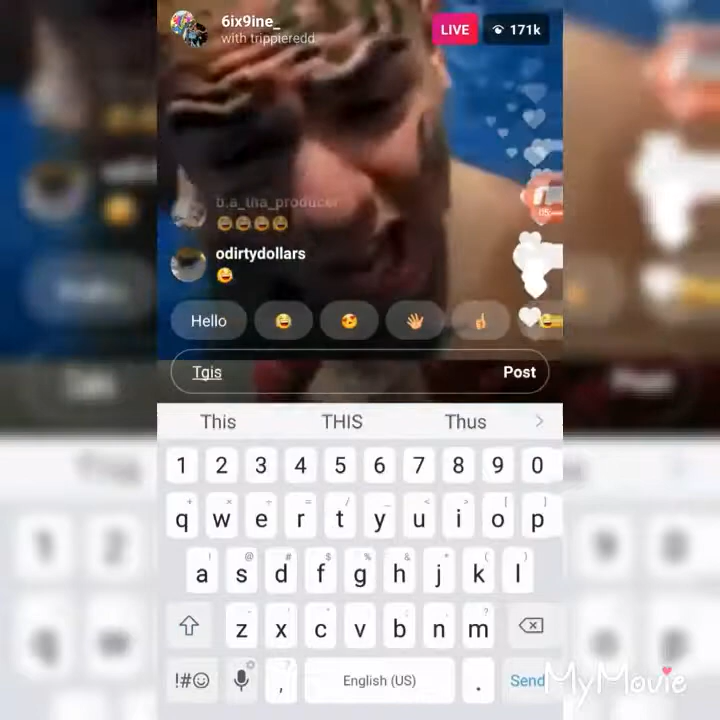 6ix9ine_
with trippieredd
LIVE
171k
b.a_tha_producer
odirtydollars
Hello
Tgis
Post
This THIS Thus
1 2 3 4 5 6 7 8 9 0
q w e r t y u i o p
a s d f g h j k l
z x c v b n m
!#☺ , English (US) . Send
MyMovie